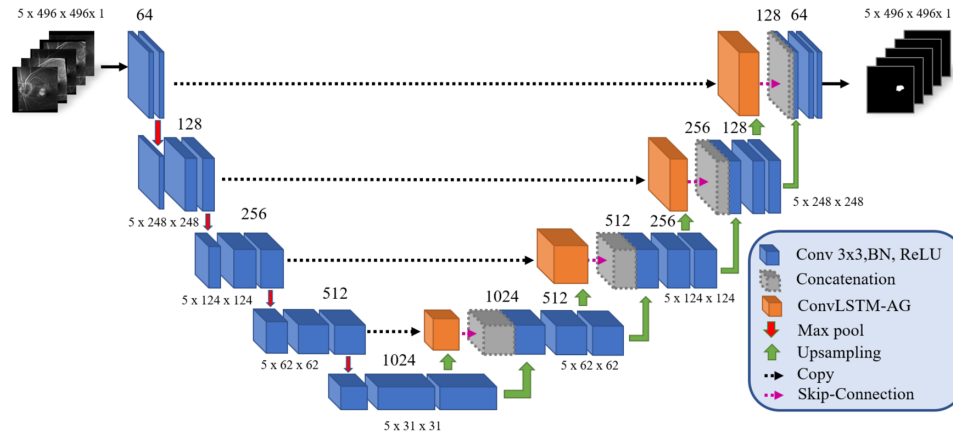 5 x 496 x 496x 1
64
128 64
5 x 496 x 496x 1
128
256 128
5 x 248 x 248
5 x 248 x 248
256
512 256
5 x 124 x 124
5 x 124 x 124
512
1024 512
5 x 62 x 62
5 x 62 x 62
1024
5 x 31 x 31
Conv 3x3,BN, ReLU
Concatenation
ConvLSTM-AG
Max pool
Upsampling
Copy
Skip-Connection